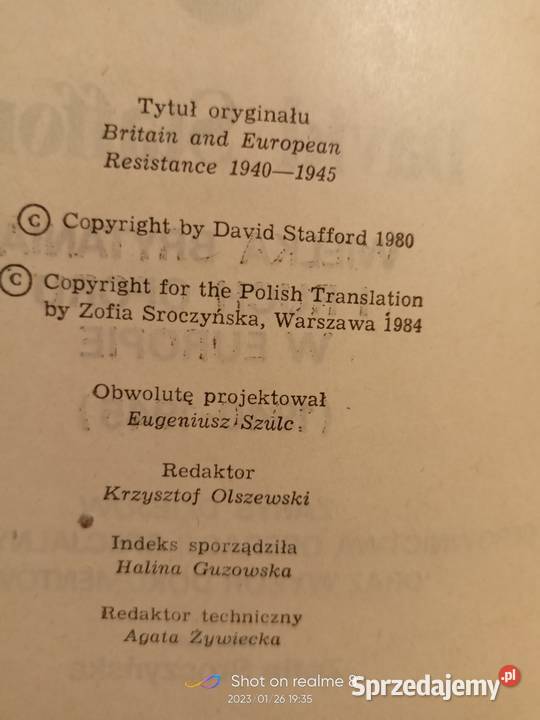 Tytuł oryginału
Britain and European
Resistance 1940—1945
© Copyright by David Stafford 1980
© Copyright for the Polish Translation
by Zofia Sroczyńska, Warszawa 1984
Obwolutę projektował
Eugeniusz Szulc
Redaktor
Krzysztof Olszewski
Indeks sporządziła
Halina Guzowska
Redaktor techniczny
Agata Żywiecka
Shot on realme 8
2023/01/26 19:35
Sprzedajemy.pl